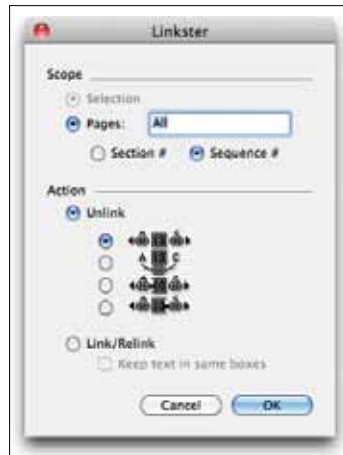 Linkster
Scope
Selection
Pages: All
Section # Sequence #
Action
Unlink
A C
Link/Relink
Keep text in same boxes
Cancel OK